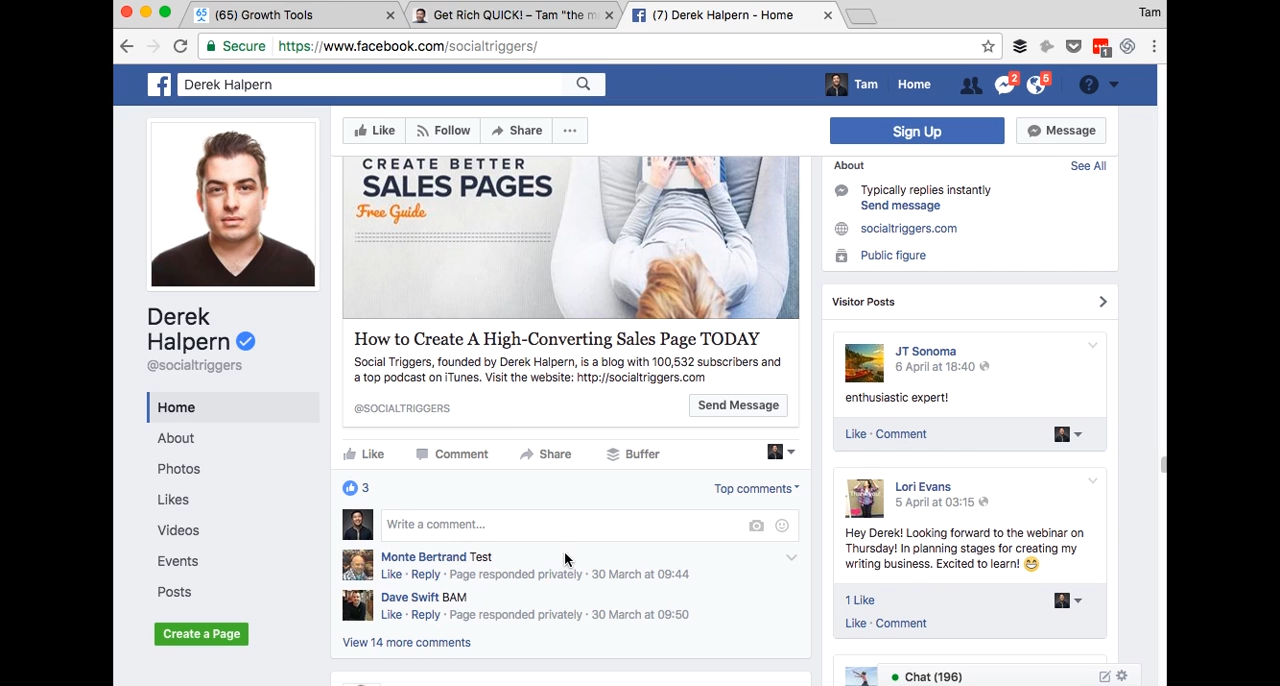 (65) Growth Tools
Get Rich QUICK! – Tam "the m
(7) Derek Halpern - Home
Tam
Secure
https://www.facebook.com/socialtriggers/
1
Derek Halpern
Tam
Home
2
5
Like
Follow
Share
Sign Up
Message
Derek
Halpern
@socialtriggers
Home
About
Photos
Likes
Videos
Events
Posts
Create a Page
CREATE BETTER
SALES PAGES
Free Guide
How to Create A High-Converting Sales Page TODAY
Social Triggers, founded by Derek Halpern, is a blog with 100,532 subscribers and
a top podcast on iTunes. Visit the website: http://socialtriggers.com
@SOCIALTRIGGERS
Send Message
Like
Comment
Share
Buffer
3
Top comments
Write a comment...
Monte Bertrand Test
Like · Reply · Page responded privately · 30 March at 09:44
Dave Swift BAM
Like · Reply · Page responded privately · 30 March at 09:50
View 14 more comments
About
See All
Typically replies instantly
Send message
socialtriggers.com
Public figure
Visitor Posts
JT Sonoma
6 April at 18:40
enthusiastic expert!
Like · Comment
Lori Evans
5 April at 03:15
Hey Derek! Looking forward to the webinar on
Thursday! In planning stages for creating my
writing business. Excited to learn! 😁
1 Like
Like · Comment
Chat (196)